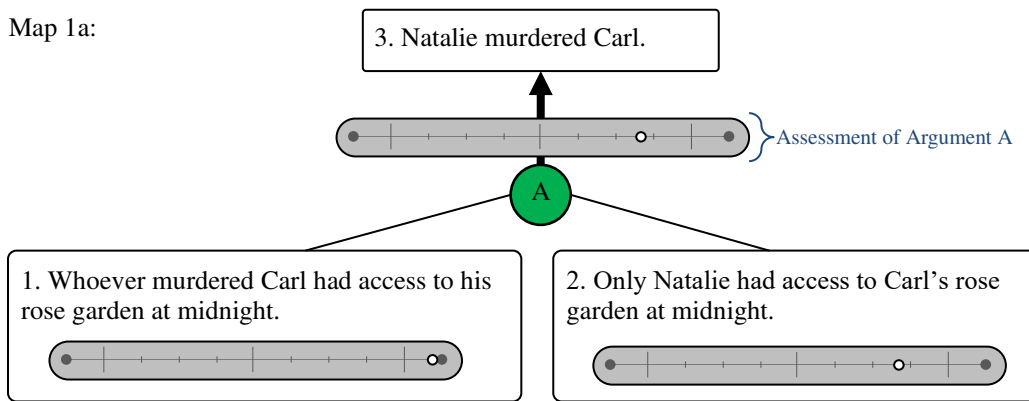 Map 1a:
3. Natalie murdered Carl.
Assessment of Argument A
A
1. Whoever murdered Carl had access to his
rose garden at midnight.
2. Only Natalie had access to Carl’s rose
garden at midnight.